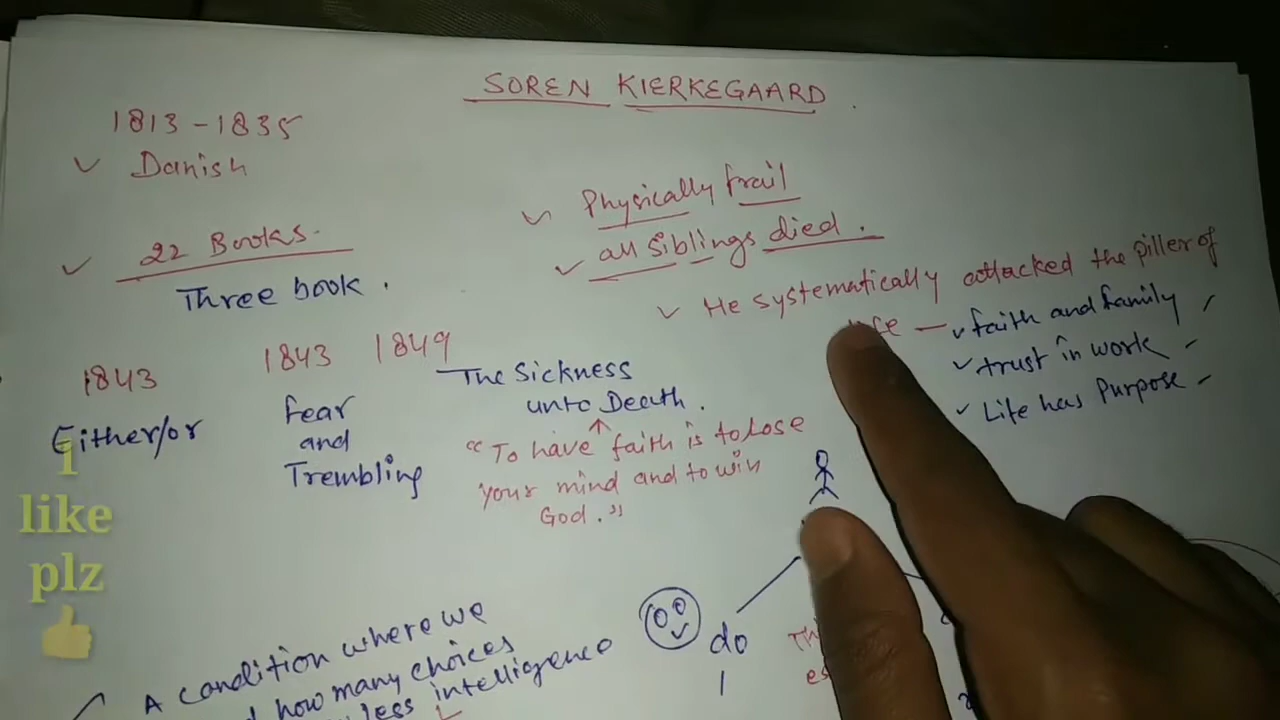 SOREN KIERKEGAARD.
1813-1835
Danish
22 Books.
Three book.
Physically frail
all siblings died.
He systematically attacked the piller of
faith and family
trust in work
Life has Purpose
1843
Either/or
1843
Fear
and
Trembling
1849
The Sickness
unto Death.
"To have faith is to lose
your mind and to win
God."
I
like
plz
A condition where we
how many choices
less intelligence
do